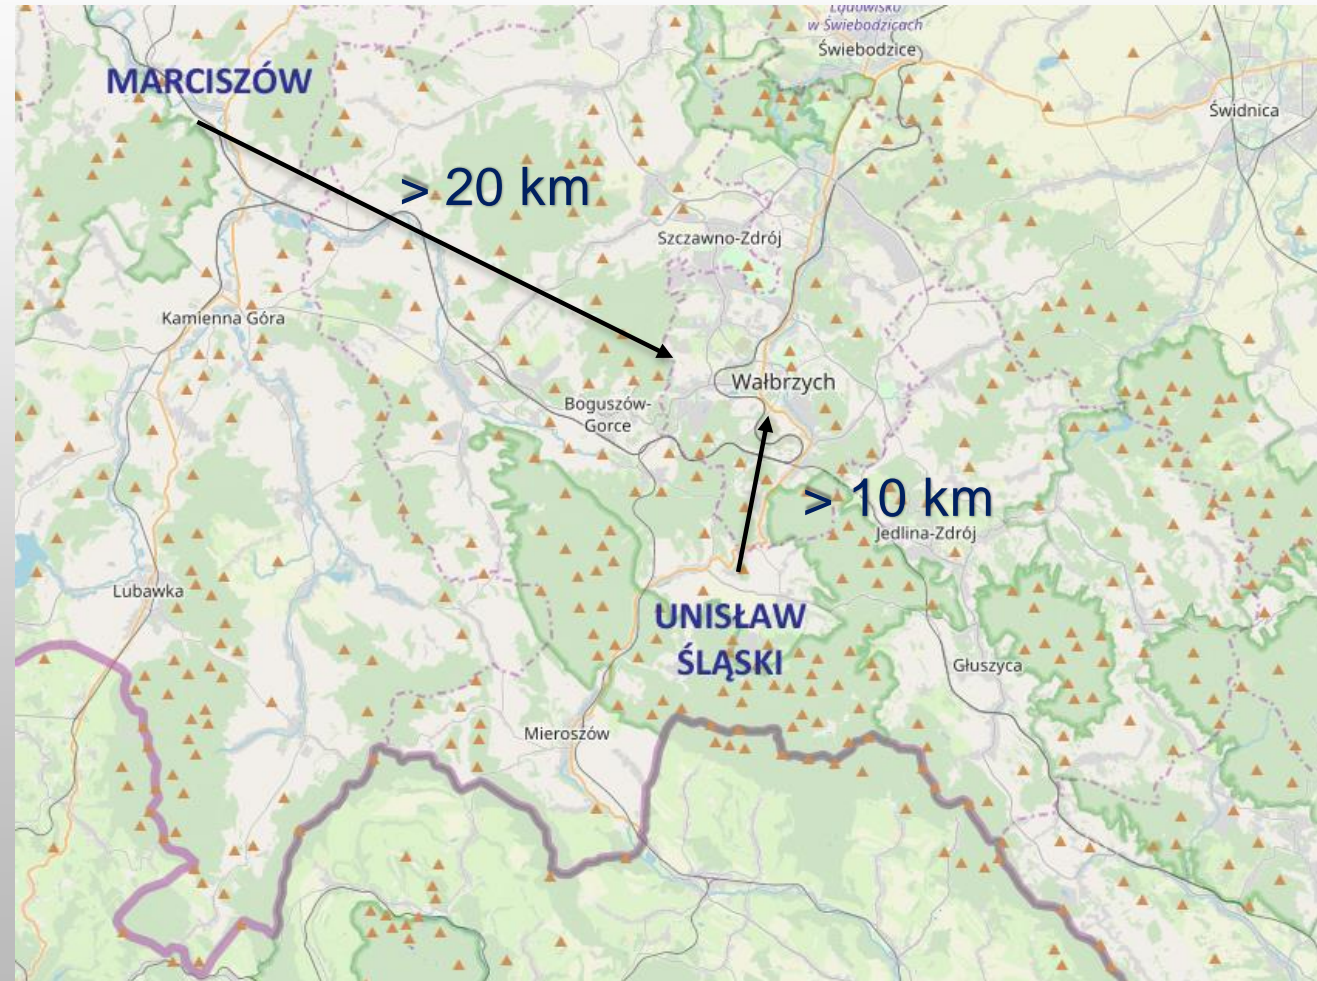 Lądowisko
w Świebodzicach
Świebodzice
MARCISZÓW
Świdnica
> 20 km
Szczawno-Zdrój
Kamienna Góra
Wałbrzych
Boguszów-
Gorce
> 10 km
Jedlina-Zdrój
Lubawka
UNISŁAW
ŚLĄSKI
Głuszyca
Mieroszów